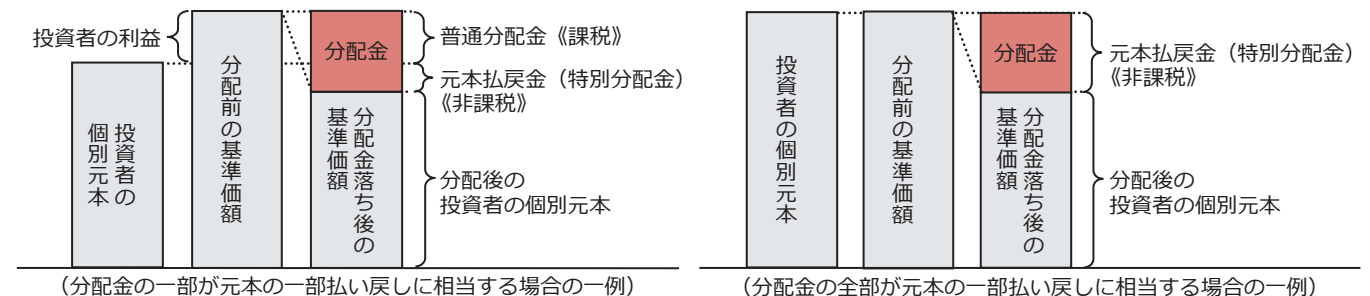 投資者の利益
投資者の
個別元本
分配前の基準価額
分配金
分配金落ち後の
基準価額
普通分配金《課税》
元本払戻金（特別分配金）
《非課税》
分配後の
投資者の個別元本
（分配金の一部が元本の一部払い戻しに相当する場合の一例）
投資者の個別元本
分配前の基準価額
分配金
分配金落ち後の
基準価額
元本払戻金（特別分配金）
《非課税》
分配後の
投資者の個別元本
（分配金の全部が元本の一部払い戻しに相当する場合の一例）